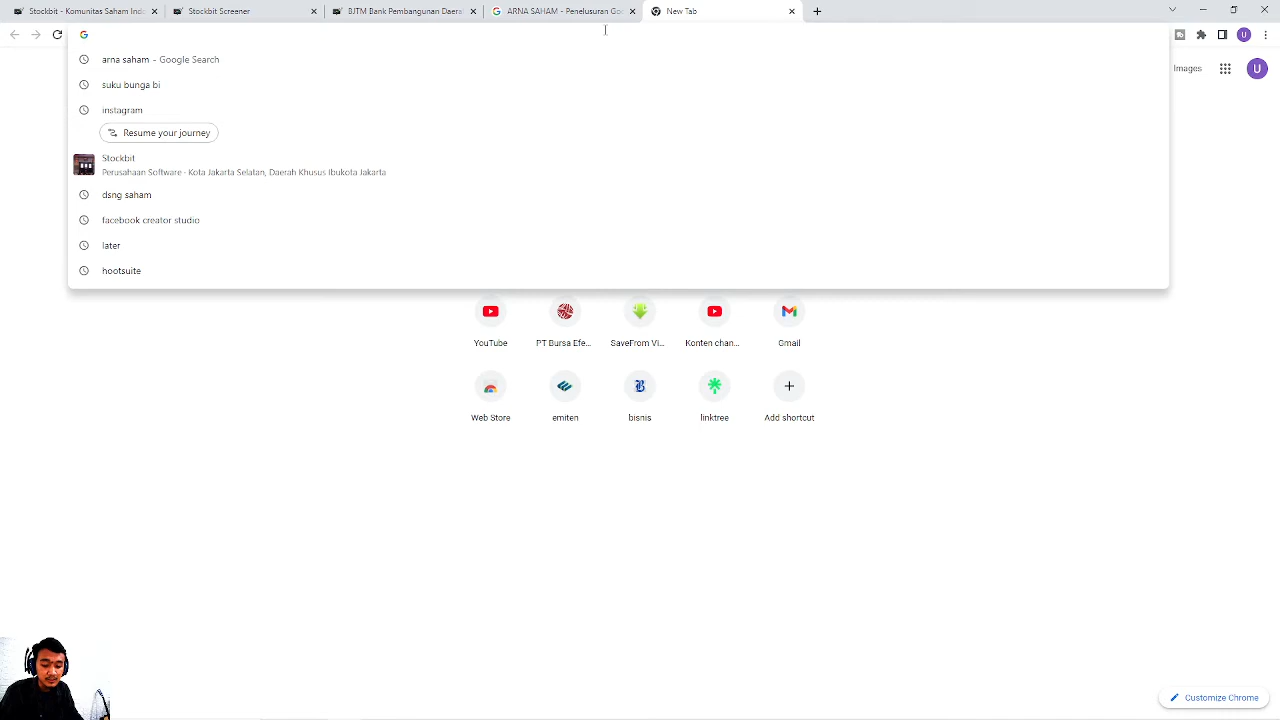 Stockbit - Komunitas Saham Indo
Stockbit Screener
BJTM Bank Pembangunan Daera
ARNA SAHAM - Penelusuran Goo
New Tab
arna saham - Google Search
suku bunga bi
instagram
Resume your journey
Stockbit
Perusahaan Software - Kota Jakarta Selatan, Daerah Khusus Ibukota Jakarta
dsng saham
facebook creator studio
later
hootsuite
U
Images
U
YouTube
PT Bursa Efe...
SaveFrom Vi...
Konten chan...
Gmail
Web Store
emiten
bisnis
linktree
Add shortcut
Customize Chrome